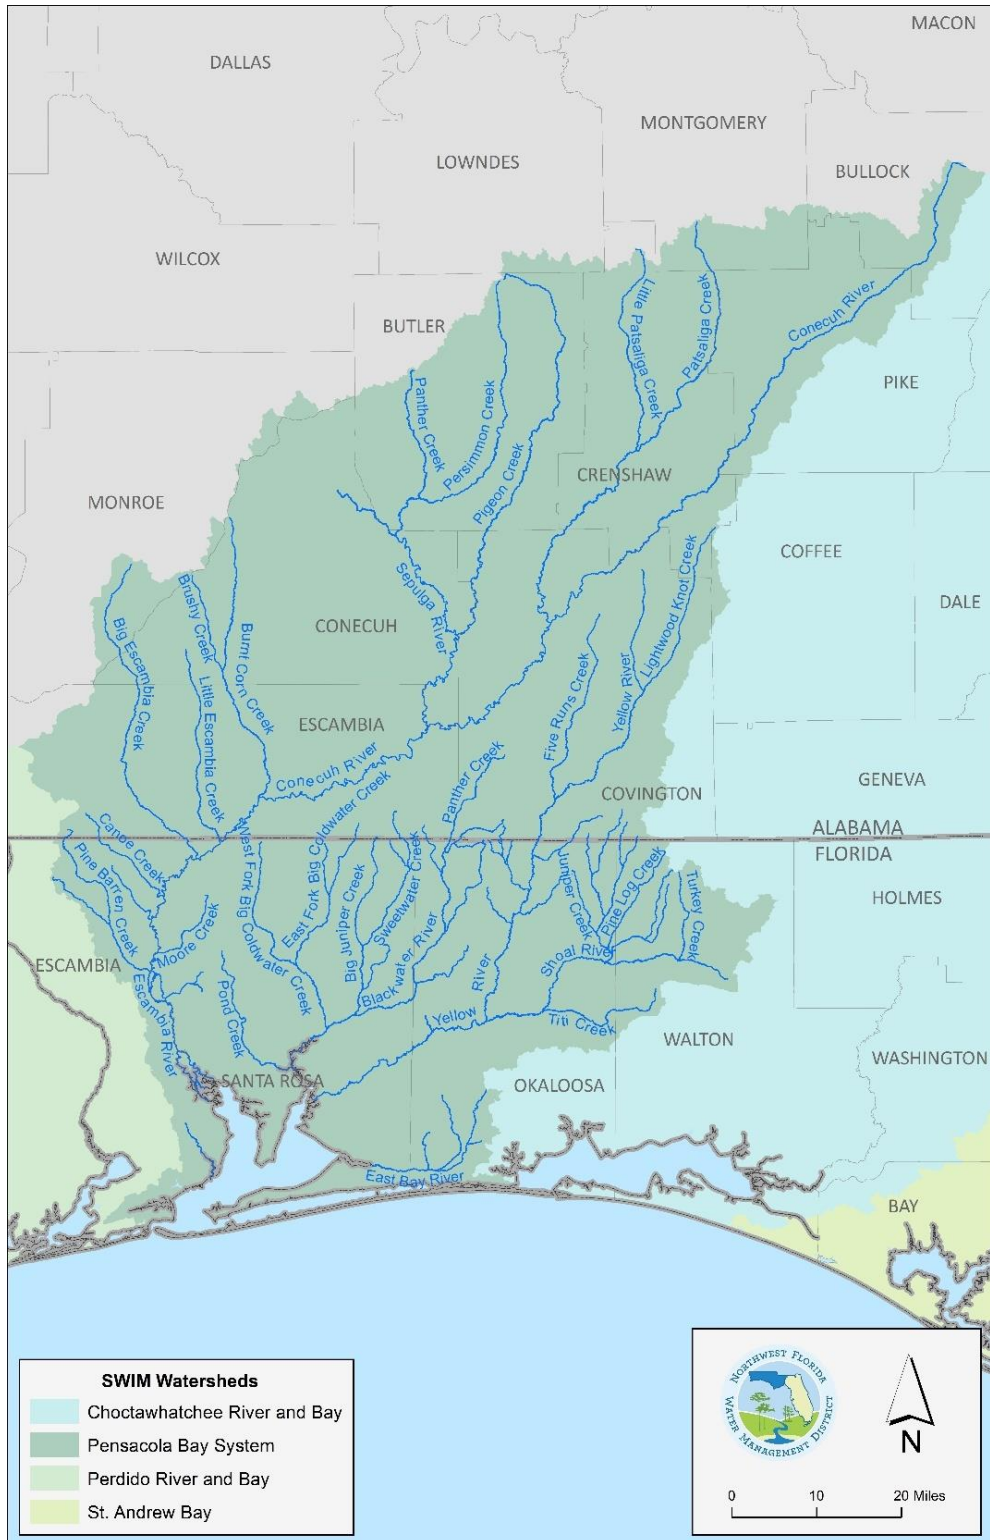 MACON
DALLAS
MONTGOMERY
LOWNDES
BULLOCK
WILCOX
Conecuh River
Little Patsaliga Creek
Patsaliga Creek
BUTLER
PIKE
Panther Creek
Persimmon Creek
Pigeon Creek
CRENSHAW
MONROE
COFFEE
Sepulga River
Lightwood Knot Creek
DALE
Brushy Creek
Big Escambia Creek
Burnt Corn Creek
CONECUH
Little Escambia Creek
Five Runs Creek
Yellow River
ESCAMBIA
Conecuh River
Panther Creek
GENEVA
COVINGTON
ALABAMA
FLORIDA
Canoe Creek
Pine Barren Creek
West Fork Big Coldwater Creek
East Fork Big Coldwater Creek
Big Juniper Creek
Sweetwater Creek
Juniper Creek
Pine Log Creek
Turkey Creek
HOLMES
Moore Creek
ESCAMBIA
Escambia River
Pond Creek
Blackwater River
Shoal River
Yellow River
Titi Creek
WALTON
WASHINGTON
SANTA ROSA
OKALOOSA
East Bay River
BAY
SWIM Watersheds
Choctawhatchee River and Bay
Pensacola Bay System
Perdido River and Bay
St. Andrew Bay
NORTHWEST FLORIDA
WATER MANAGEMENT DISTRICT
N
0 10 20 Miles